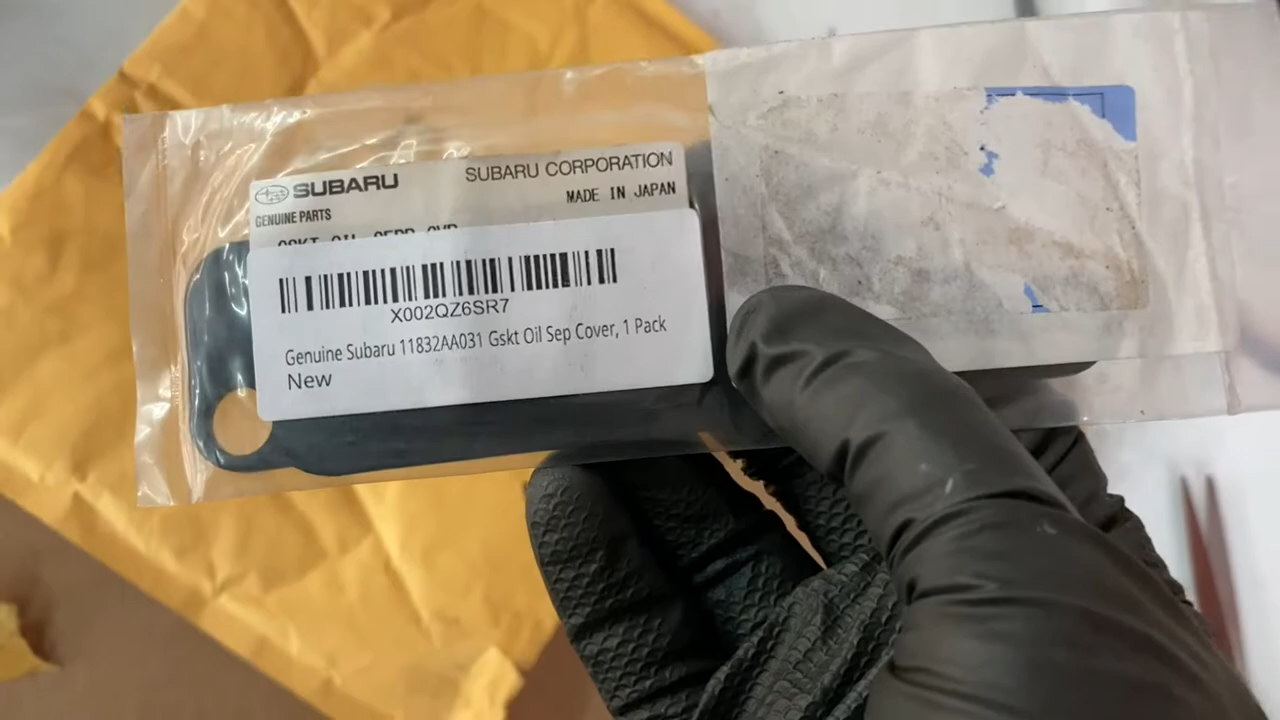 SUBARU
SUBARU CORPORATION
GENUINE PARTS
MADE IN JAPAN
GSKT OIL SEPR CVR
X002QZ6SR7
Genuine Subaru 11832AA031 Gskt Oil Sep Cover, 1 Pack
New